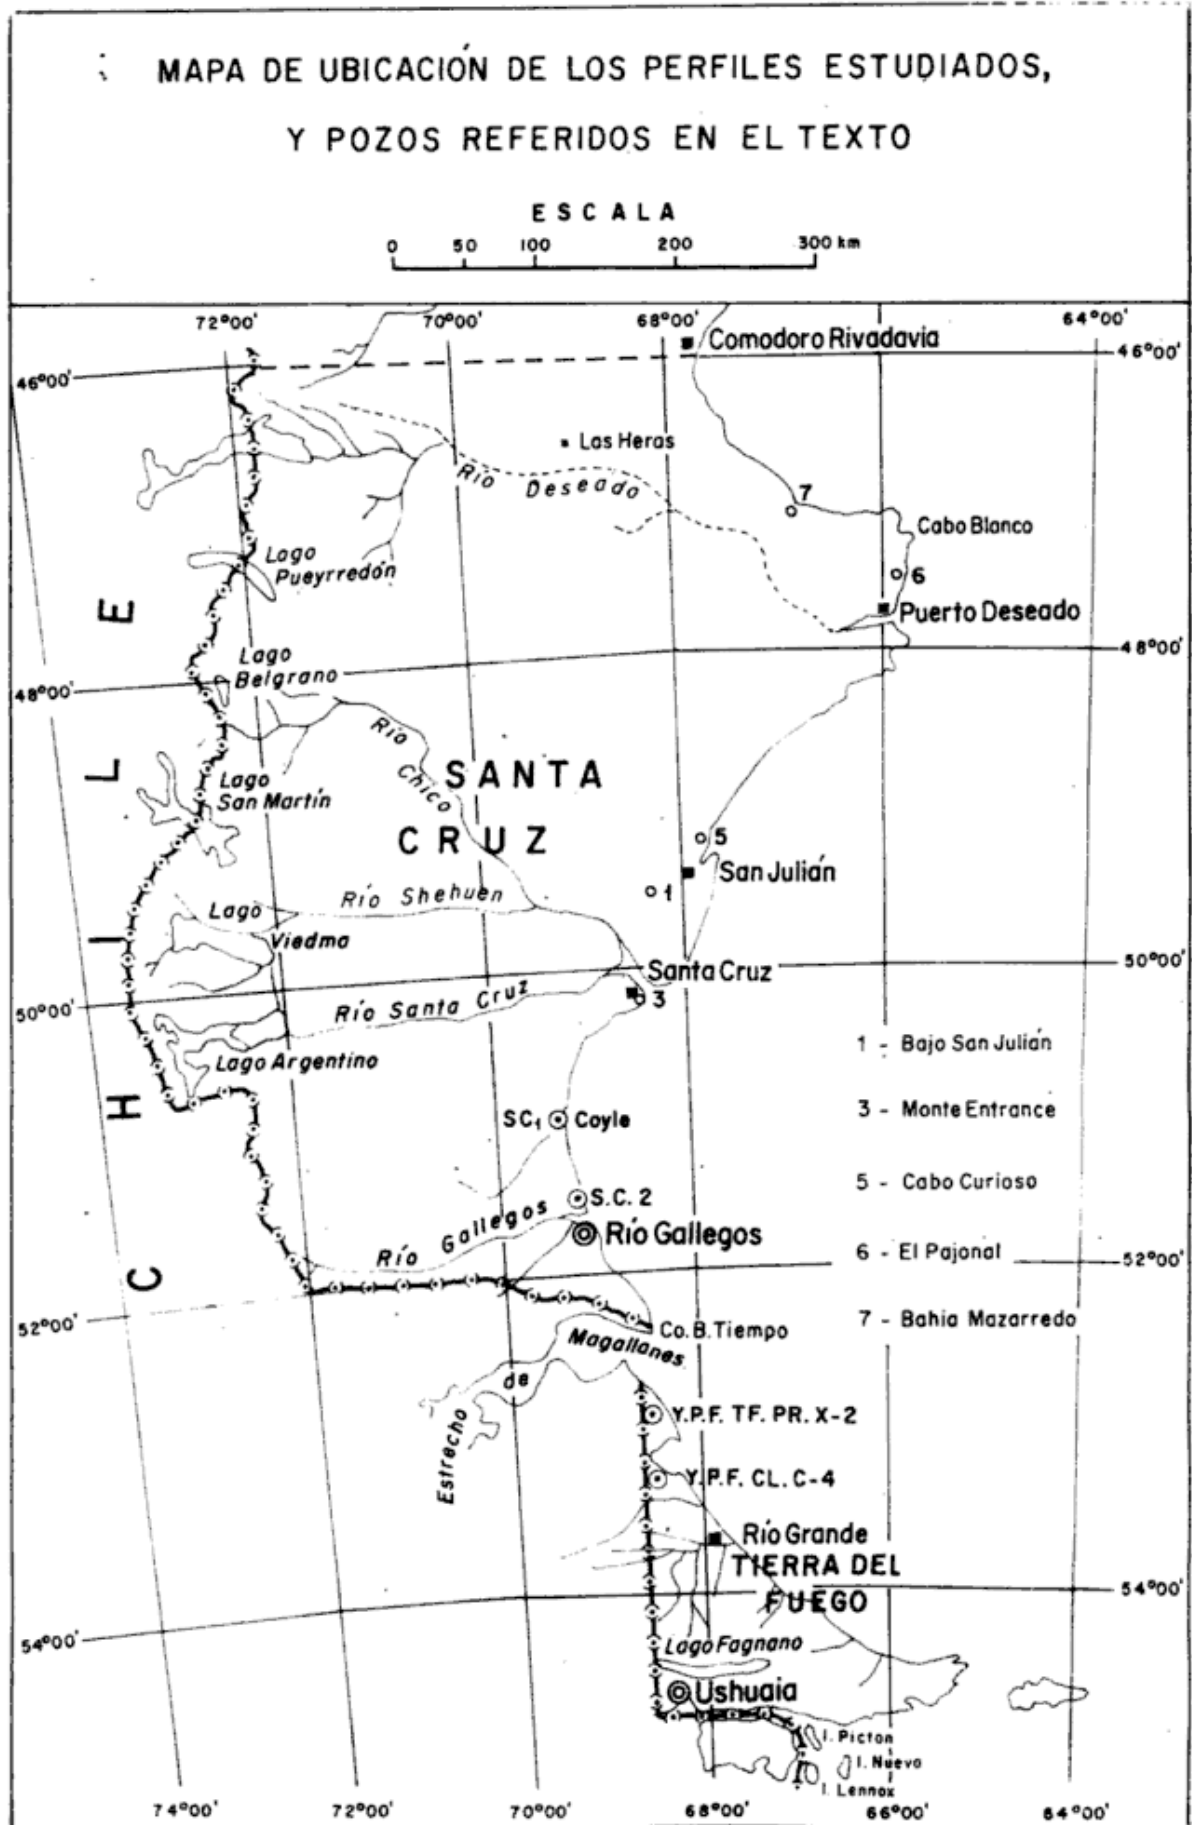 MAPA DE UBICACIÓN DE LOS PERFILES ESTUDIADOS,
Y POZOS REFERIDOS EN EL TEXTO
ESCALA
0 50 100 200 300 km
72°00' 70°00' 68°00' 64°00'
Comodoro Rivadavia
46°00' 46°00'
Las Heras
Río Deseado
7
Cabo Blanco
Lago
Pueyrredón
6
Puerto Deseado
Lago
Belgrano
48°00' 48°00'
Río Chico
SANTA
CRUZ
Lago
San Martín
5
San Julián
1
Río Shehuen
Lago
Viedma
Santa Cruz
50°00' 50°00'
3
Río Santa Cruz
Lago Argentino
CHILE
1 - Bajo San Julián
3 - Monte Entrance
5 - Cabo Curioso
6 - El Pajonal
7 - Bahia Mazarredo
SC1 Coyle
S.C. 2
Río Gallegos
Río Gallegos
52°00' 52°00'
Co. B. Tiempo
Estrecho de Magallanes
Y.P.F. TF. PR. X-2
Y.P.F. CL. C-4
Río Grande
TIERRA DEL
FUEGO
54°00' 54°00'
Lago Fagnano
Ushuaia
I. Picton
I. Nueva
I. Lennox
74°00' 72°00' 70°00' 68°00' 66°00' 64°00'